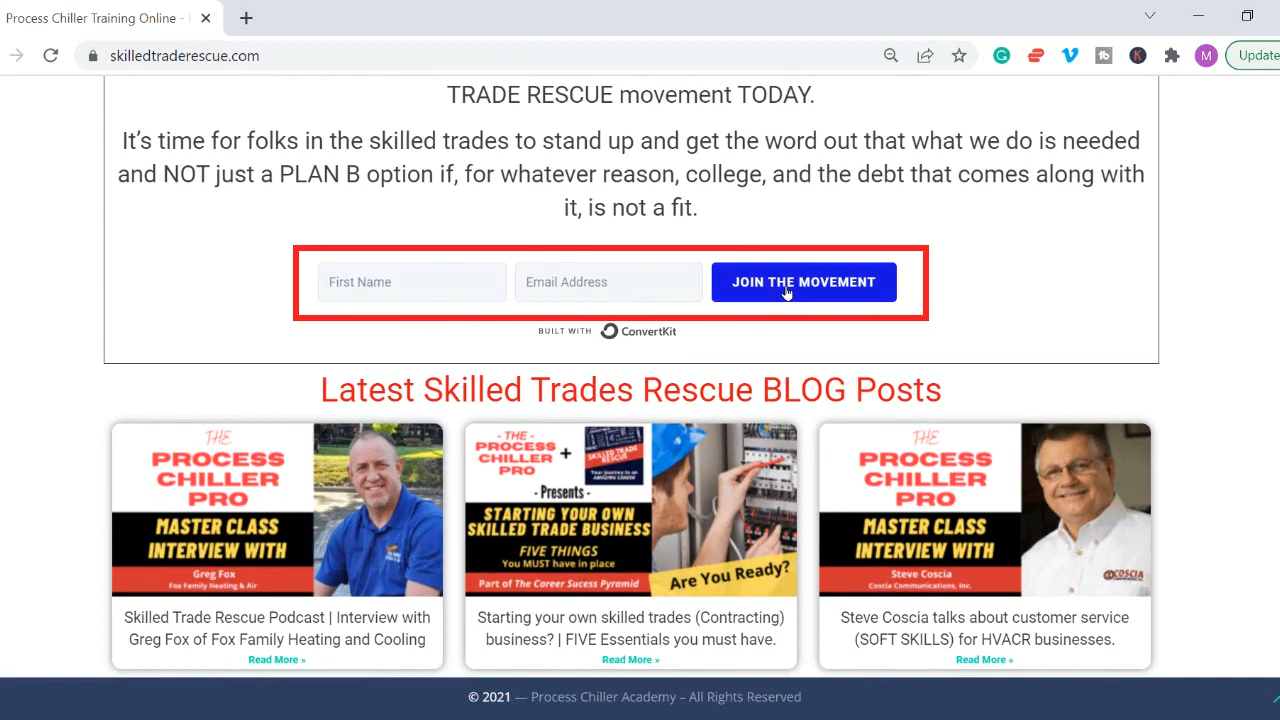 Process Chiller Training Online -
skilledtraderescue.com
M
Update
TRADE RESCUE movement TODAY.
It's time for folks in the skilled trades to stand up and get the word out that what we do is needed
and NOT just a PLAN B option if, for whatever reason, college, and the debt that comes along with
it, is not a fit.
First Name
Email Address
JOIN THE MOVEMENT
BUILT WITH ConvertKit
Latest Skilled Trades Rescue BLOG Posts
THE
PROCESS
CHILLER
PRO
MASTER CLASS
INTERVIEW WITH
Greg Fox
Fox Family Heating & Air
Skilled Trade Rescue Podcast | Interview with
Greg Fox of Fox Family Heating and Cooling
Read More »
- THE -
PROCESS
CHILLER
PRO
+
SKILLED TRADE
RESCUE
Your journey to an
AMAZING CAREER
- Presents -
STARTING YOUR OWN
SKILLED TRADE BUSINESS
FIVE THINGS
You MUST have in place
Part of The Career Sucess Pyramid
Are You Ready?
Starting your own skilled trades (Contracting)
business? | FIVE Essentials you must have.
Read More »
THE
PROCESS
CHILLER
PRO
MASTER CLASS
INTERVIEW WITH
Steve Coscia
Coscia Communications, Inc.
COSCIA
Steve Coscia talks about customer service
(SOFT SKILLS) for HVACR businesses.
Read More »
© 2021 — Process Chiller Academy – All Rights Reserved